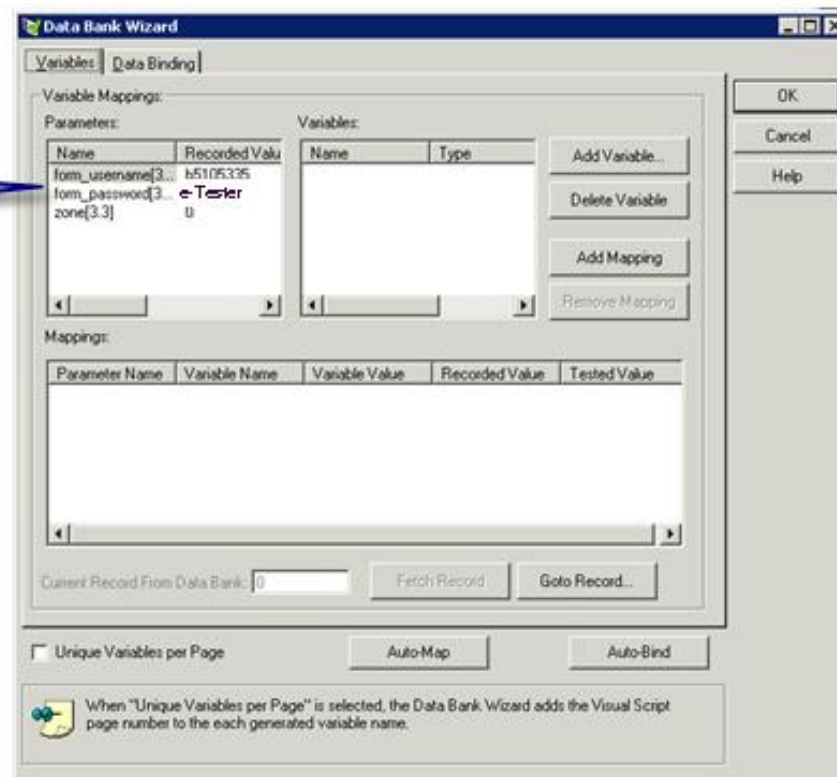 Data Bank Wizard
Variables Data Binding
OK
Cancel
Help
Variable Mappings:
Parameters: Variables:
Name Recorded Valu Name Type
form_username[3... b5105335
form_password[3... e-Tester
zone[3.3] 0
Add Variable...
Delete Variable
Add Mapping
Remove Mapping
Mappings:
Parameter Name Variable Name Variable Value Recorded Value Tested Value
Current Record From Data Bank: 0 Fetch Record Goto Record...
Unique Variables per Page Auto-Map Auto-Bind
When "Unique Variables per Page" is selected, the Data Bank Wizard adds the Visual Script
page number to the each generated variable name.